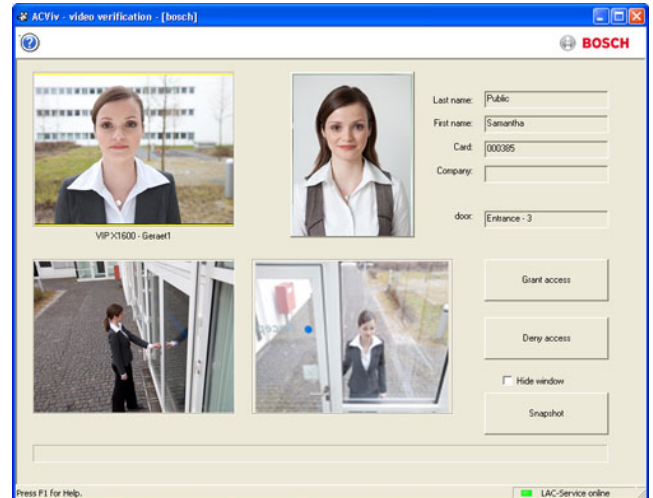 ACViv - video verification - [bosch]
BOSCH
Last name: Public
First name: Samantha
Card: 000385
Company:
door: Entrance - 3
VIP X1600 - Geraet1
Grant access
Deny access
Hide window
Snapshot
Press F1 for Help.
LAC-Service online